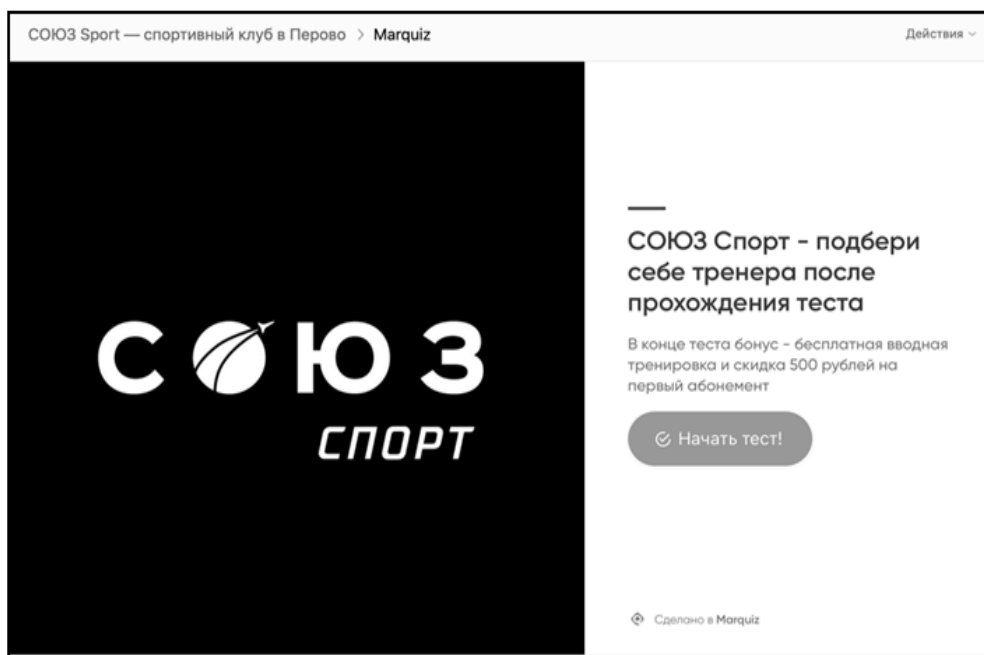 СОЮЗ Sport — спортивный клуб в Перово > Marquiz
Действия
СОЮЗ
СПОРТ
СОЮЗ Спорт - подбери
себе тренера после
прохождения теста
В конце теста бонус - бесплатная вводная
тренировка и скидка 500 рублей на
первый абонемент
Начать тест!
Сделано в Marquiz